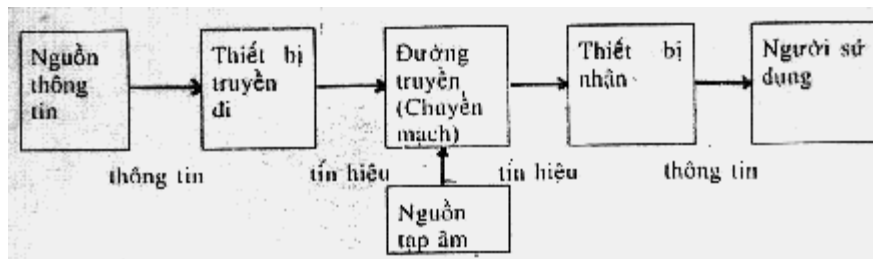 Nguồn
thông
tin
Thiết bị
truyền
đi
Đường
truyền
(Chuyển
mạch)
Thiết bị
nhận
Người sử
dụng
thông tin
tín hiệu
tín hiệu
thông tin
Nguồn
tạp âm